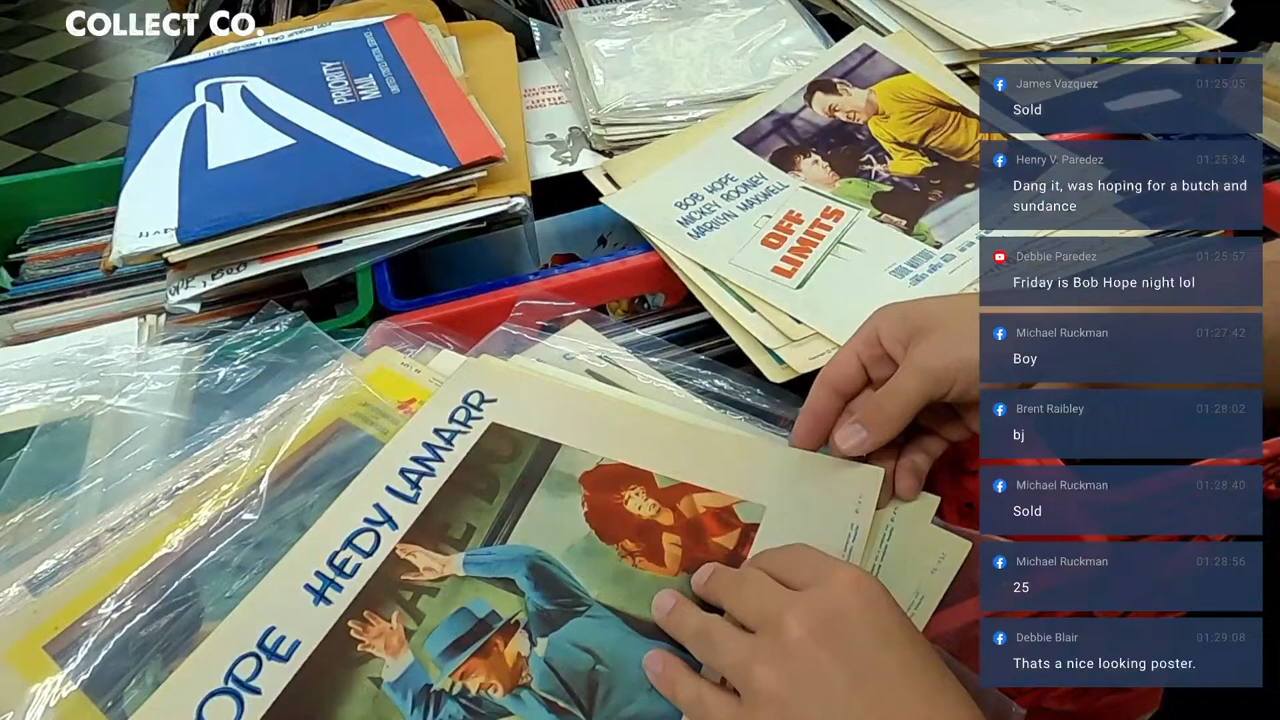 COLLECT CO.
PRIORITY
MAIL
BOB HOPE
MICKEY ROONEY
MARILYN MAXWELL
OFF
LIMITS
HEDY LAMARR
OPE
OPE, BOB
James Vazquez 01:25:05
Sold
Henry V. Paredez 01:25:34
Dang it, was hoping for a butch and
sundance
Debbie Paredez 01:25:57
Friday is Bob Hope night lol
Michael Ruckman 01:27:42
Boy
Brent Raibley 01:28:02
bj
Michael Ruckman 01:28:40
Sold
Michael Ruckman 01:28:56
25
Debbie Blair 01:29:08
Thats a nice looking poster.